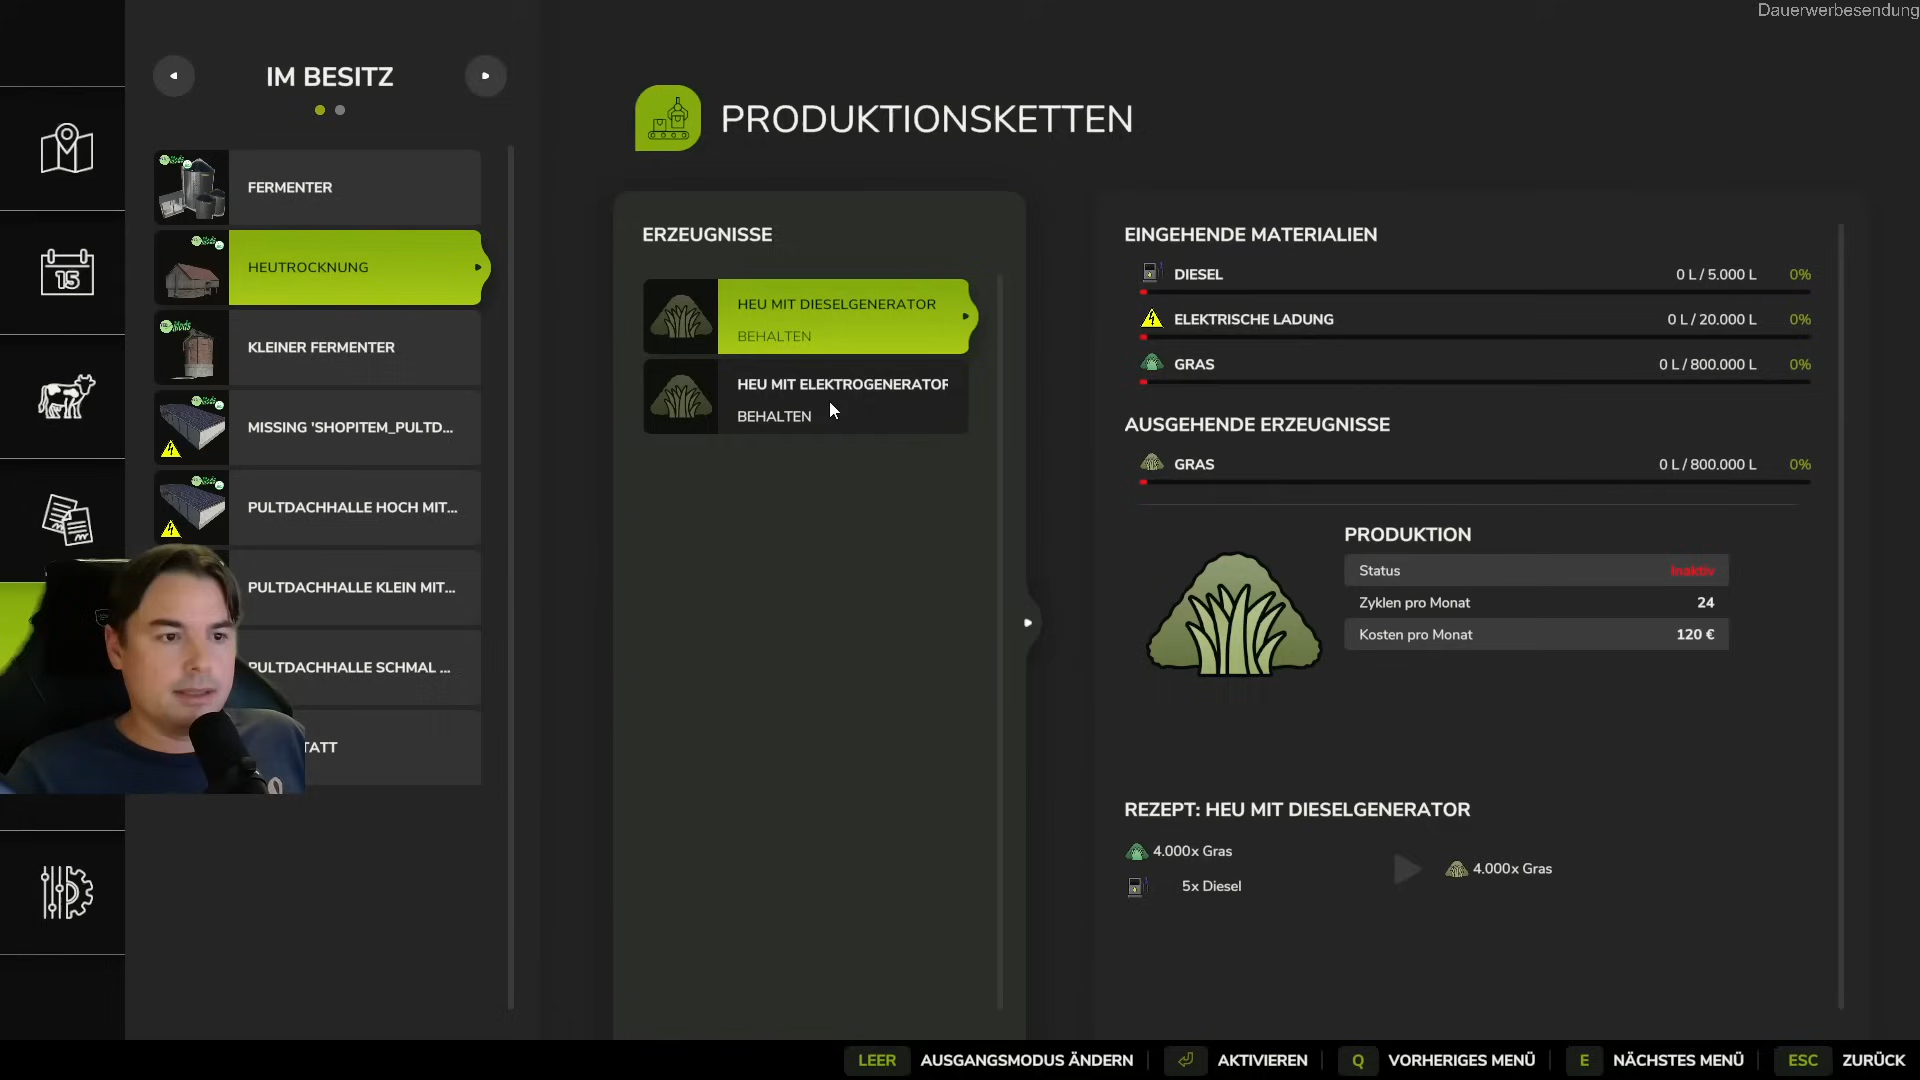 Dauerwerbesendung
IM BESITZ
FERMENTER
HEUTROCKNUNG
KLEINER FERMENTER
MISSING 'SHOPITEM_PULTD...
PULTDACHHALLE HOCH MIT...
PULTDACHHALLE KLEIN MIT...
PULTDACHHALLE SCHMAL ...
TATT
15
PRODUKTIONSKETTEN
ERZEUGNISSE
HEU MIT DIESELGENERATOR
BEHALTEN
HEU MIT ELEKTROGENERATOR
BEHALTEN
EINGEHENDE MATERIALIEN
DIESEL 0 L / 5.000 L 0%
ELEKTRISCHE LADUNG 0 L / 20.000 L 0%
GRAS 0 L / 800.000 L 0%
AUSGEHENDE ERZEUGNISSE
GRAS 0 L / 800.000 L 0%
PRODUKTION
Status Inaktiv
Zyklen pro Monat 24
Kosten pro Monat 120 €
REZEPT: HEU MIT DIESELGENERATOR
4.000x Gras
5x Diesel
4.000x Gras
LEER AUSGANGSMODUS ÄNDERN AKTIVIEREN Q VORHERIGES MENÜ E NÄCHSTES MENÜ ESC ZURÜCK